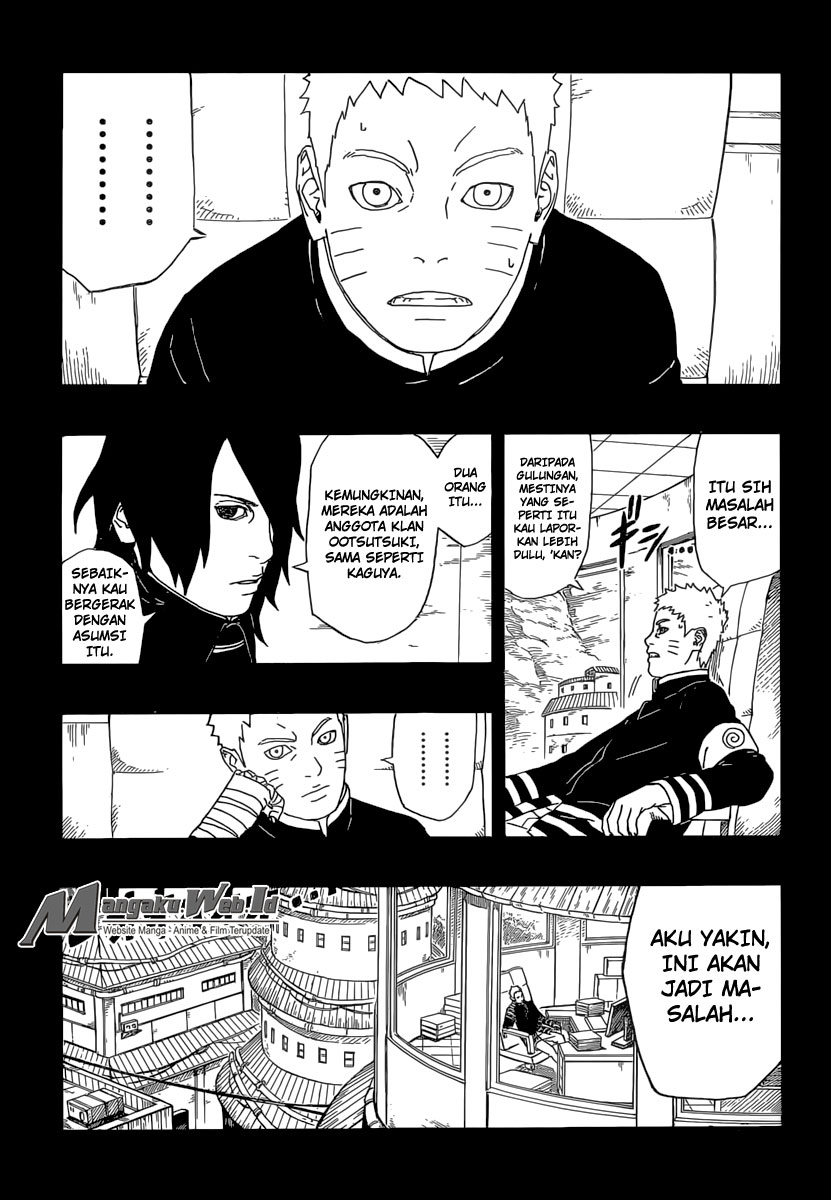 ITU SIH
MASALAH
BESAR...
DARIPADA
GULUNGAN,
MESTINYA
YANG SE-
PERTI ITU
KAU LAPOR-
KAN LEBIH
DULU, 'KAN?
DUA
ORANG
ITU...
KEMUNGKINAN,
MEREKA ADALAH
ANGGOTA KLAN
OOTSUTSUKI,
SAMA SEPERTI
KAGUYA.
SEBAIK-
NYA KAU
BERGERAK
DENGAN
ASUMSI
ITU.
AKU YAKIN,
INI AKAN
JADI MA-
SALAH...
Mangaku Web Id
Website Manga - Anime & Film Terupdate